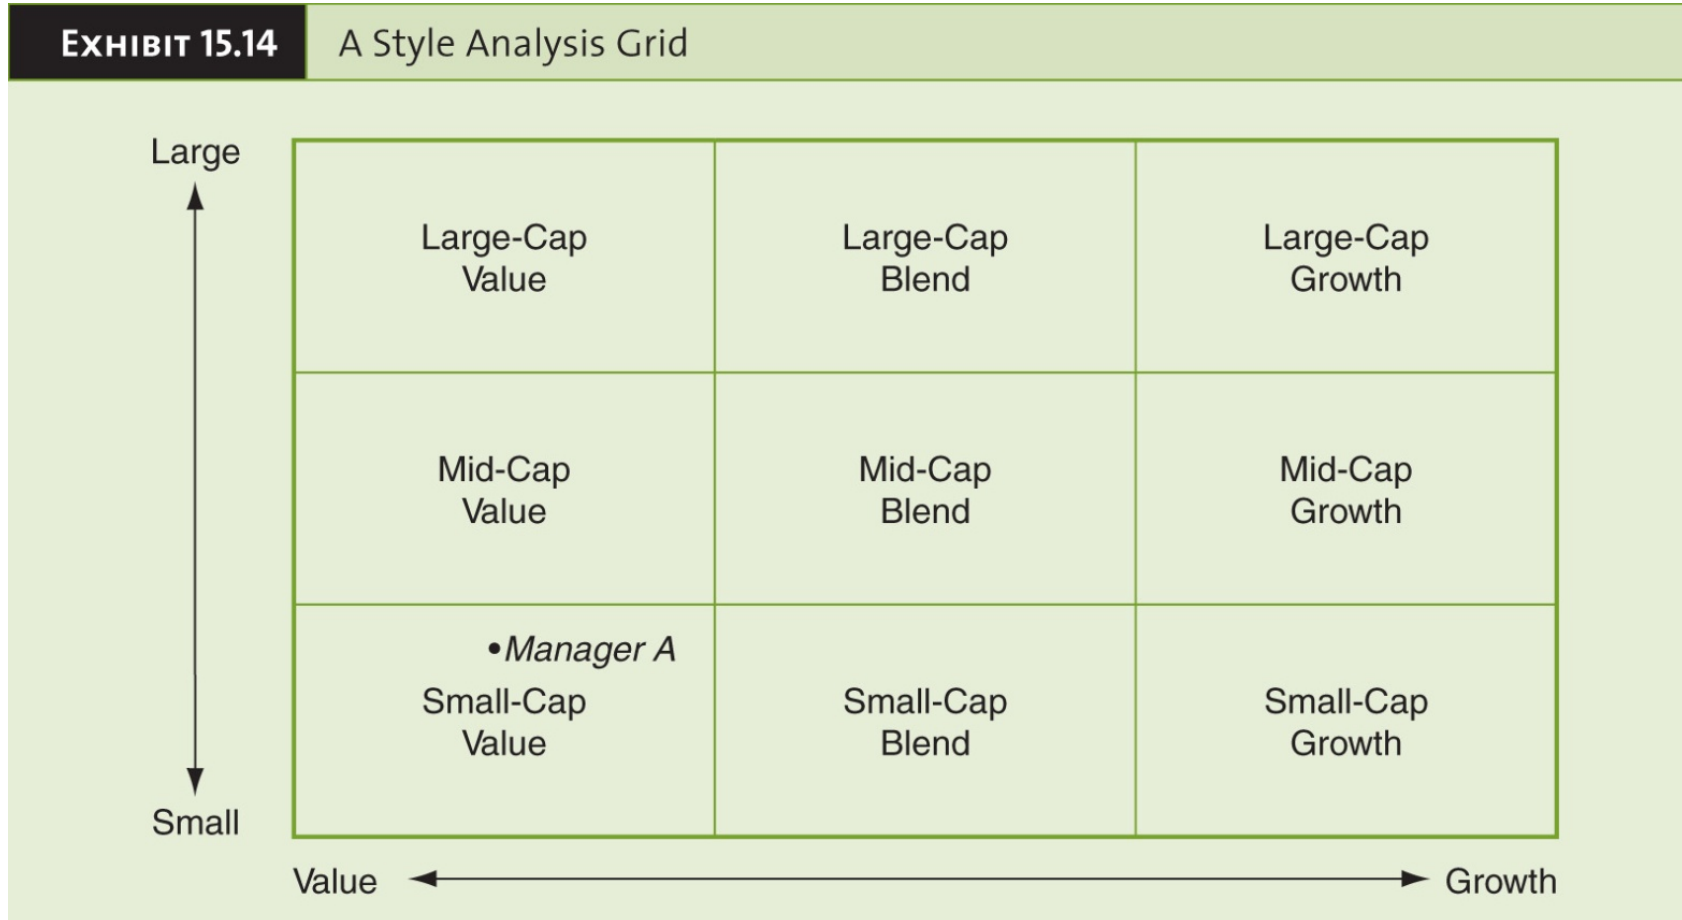 EXHIBIT 15.14
A Style Analysis Grid
Large
Large-Cap
Value
Large-Cap
Blend
Large-Cap
Growth
Mid-Cap
Value
Mid-Cap
Blend
Mid-Cap
Growth
•Manager A
Small-Cap
Value
Small-Cap
Blend
Small-Cap
Growth
Small
Value
Growth